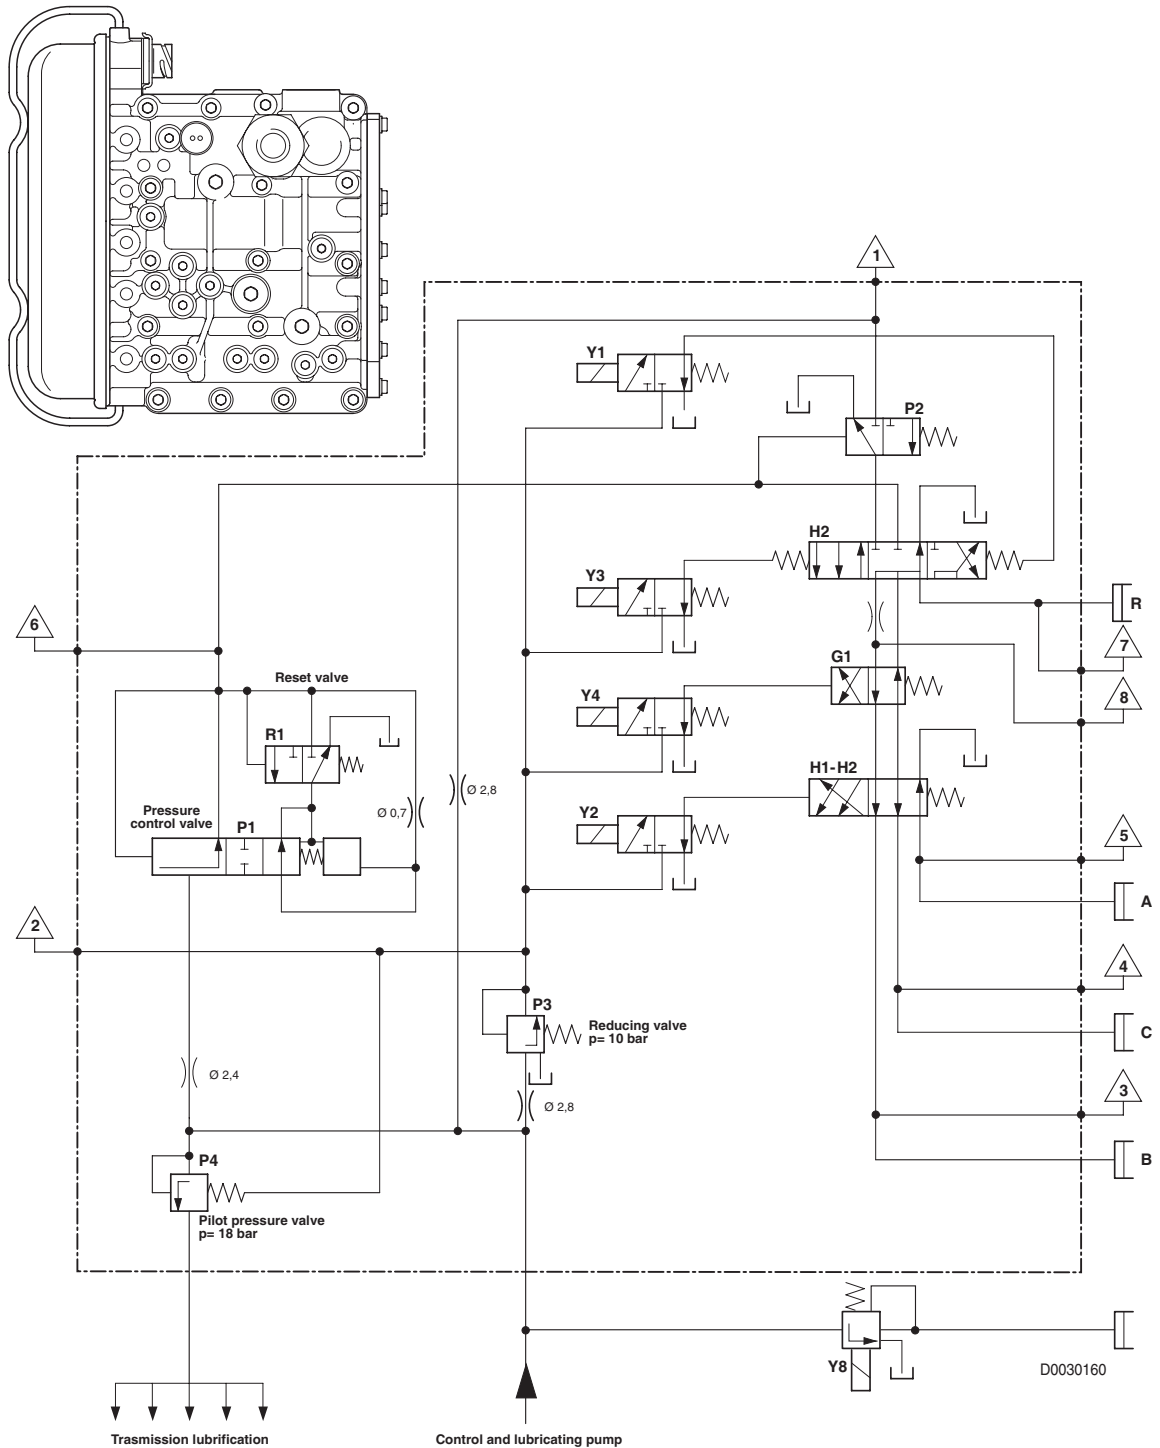 1
Y1
P2
H2
Y3
R
6
7
G1
Reset valve
8
Y4
R1
H1-H2
Ø 2,8
Pressure
control valve
Ø 0,7
P1
Y2
5
A
2
4
P3
Reducing valve
p= 10 bar
C
Ø 2,4
3
Ø 2,8
P4
B
Pilot pressure valve
p= 18 bar
Y8
D0030160
Trasmission lubrification
Control and lubricating pump